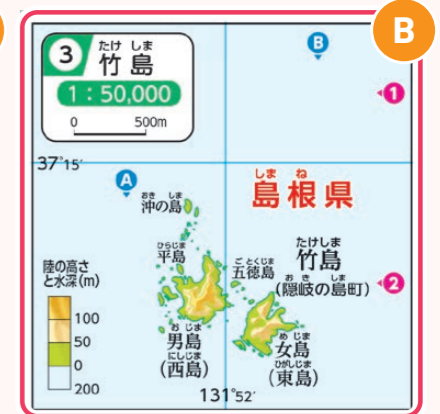 B
3 竹島
たけ しま
1:50,000
0 500m
B
1
37°15′
A
しま ね
島根県
おき しま
沖の島
ひらじま
平島
ごとくじま
五徳島
たけしま
竹島
おき しま
(隠岐の島町)
2
陸の高さ
と水深(m)
100
50
0
200
おじま
男島
にしじま
(西島)
めじま
女島
ひがしじま
(東島)
131°52′